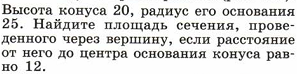 Высота конуса 20, радиус его основания
25. Найдите площадь сечения, прове-
денного через вершину, если расстояние
от него до центра основания конуса рав-
но 12.